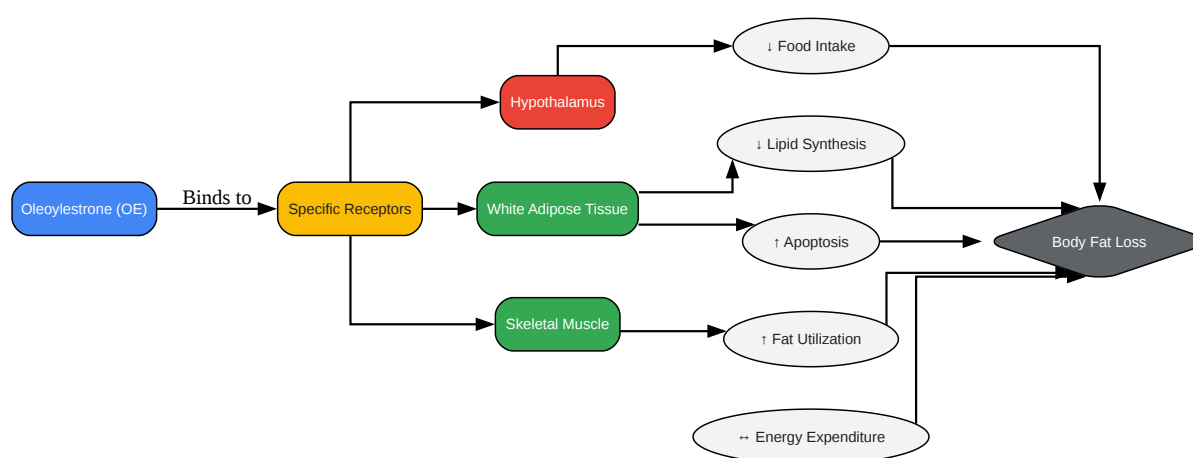 Oleoylestrone (OE)
Binds to
Specific Receptors
Hypothalamus
White Adipose Tissue
Skeletal Muscle
↓ Food Intake
↓ Lipid Synthesis
↑ Apoptosis
↑ Fat Utilization
↔ Energy Expenditure
Body Fat Loss